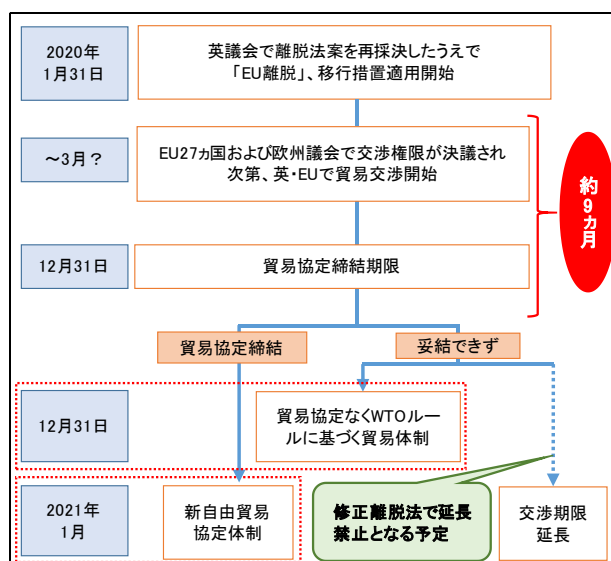 2020年
1月31日
英議会で離脱法案を再採決したうえで
「EU離脱」、移行措置適用開始
～3月？
EU27ヵ国および欧州議会で交渉権限が決議され
次第、英・EUで貿易交渉開始
約9ヵ月
12月31日
貿易協定締結期限
貿易協定締結
妥結できず
12月31日
貿易協定なくWTOルー
ルに基づく貿易体制
2021年
1月
新自由貿易
協定体制
修正離脱法で延長
禁止となる予定
交渉期限
延長